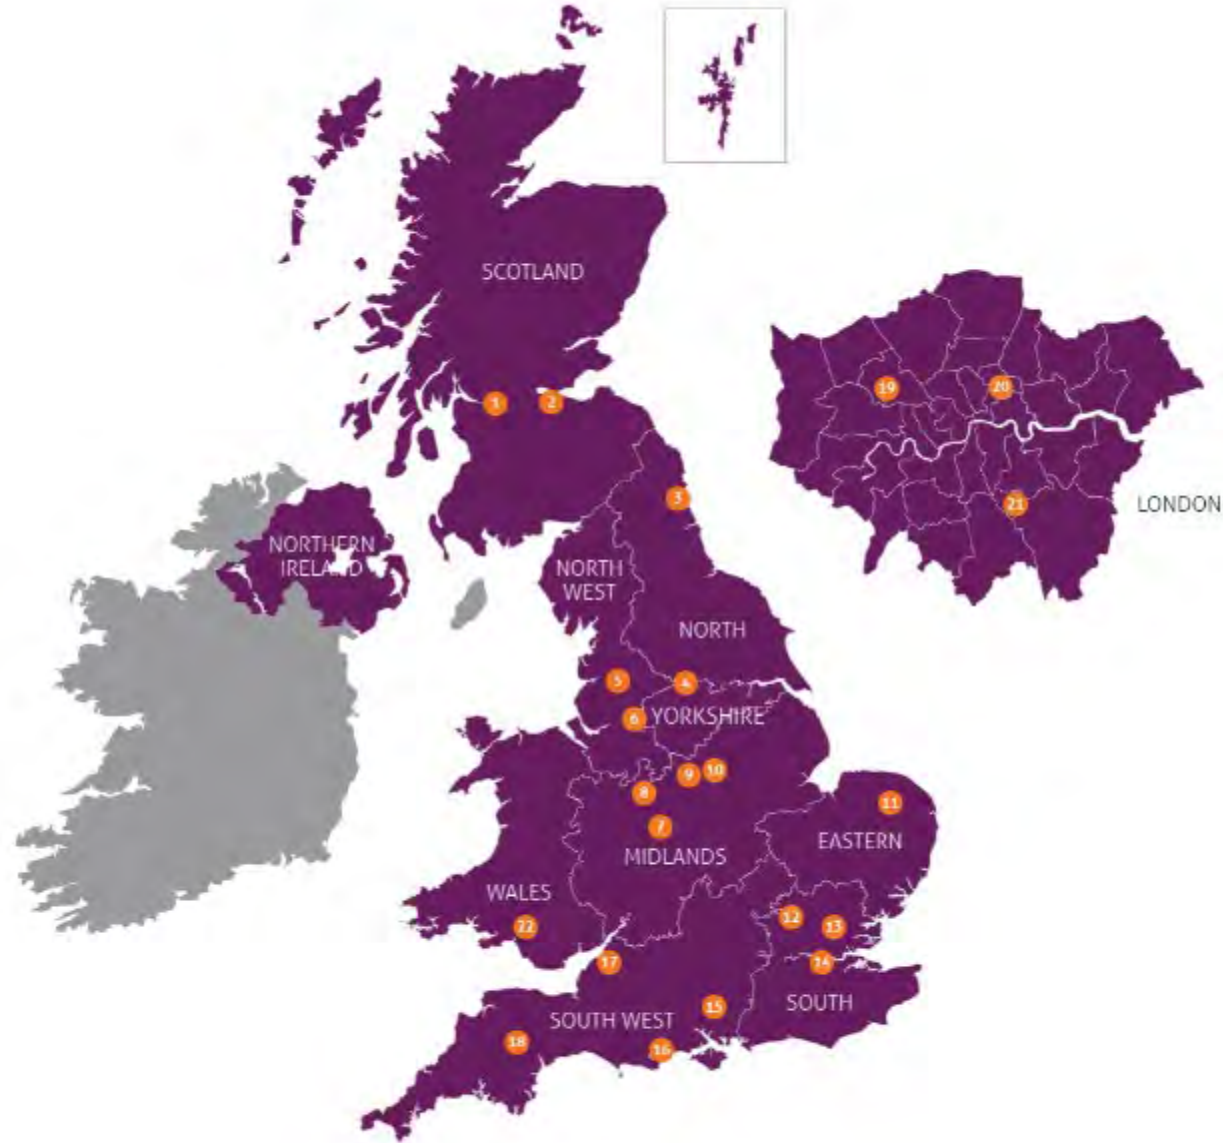 SCOTLAND
19
20
1
2
3
21
LONDON
NORTHERN
IRELAND
NORTH
WEST
NORTH
5
4
6
YORKSHIRE
9
10
8
11
7
EASTERN
MIDLANDS
WALES
12
22
13
17
14
SOUTH
15
SOUTH WEST
18
16